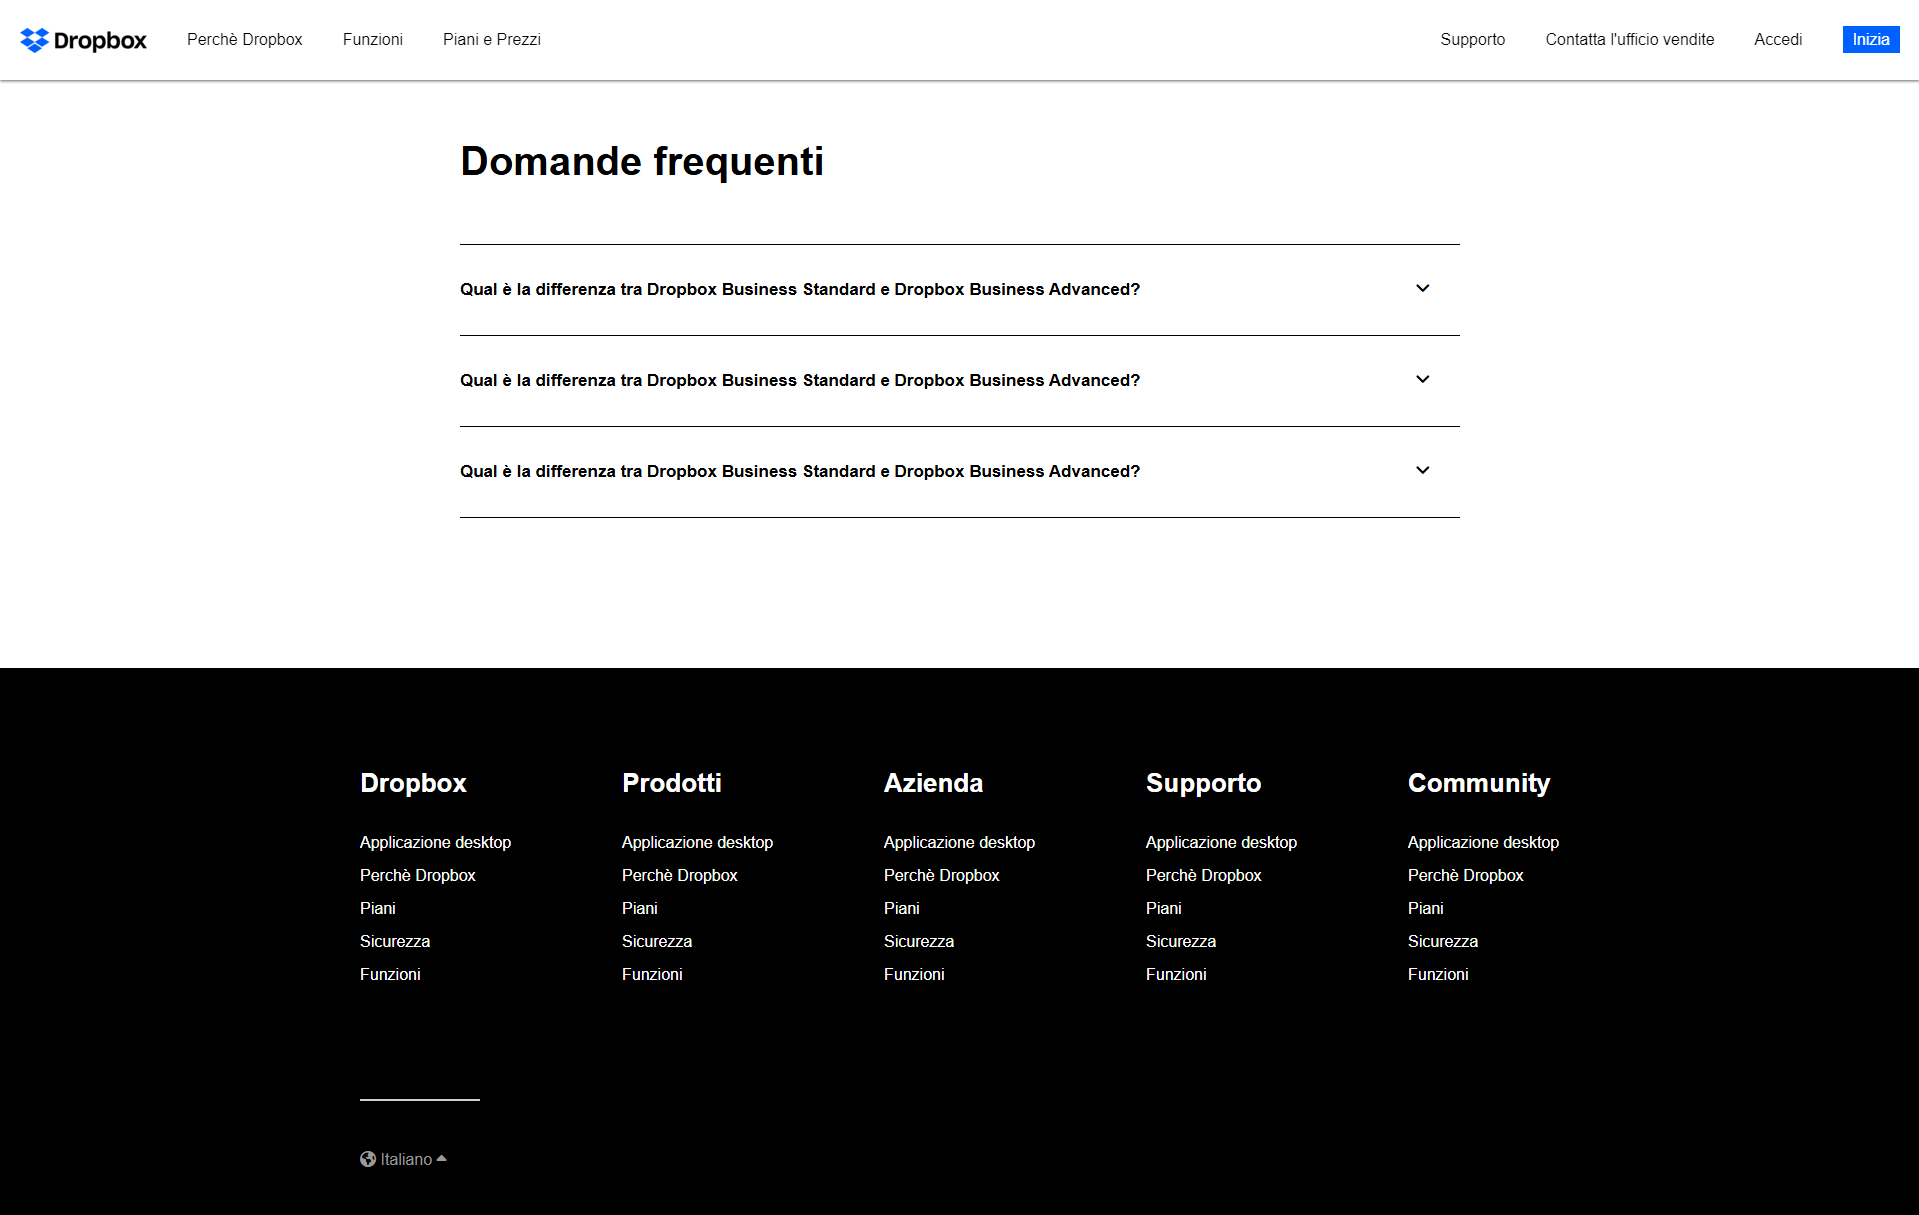 Dropbox Perchè Dropbox Funzioni Piani e Prezzi Supporto Contatta l'ufficio vendite Accedi Inizia
Domande frequenti
Qual è la differenza tra Dropbox Business Standard e Dropbox Business Advanced?
Qual è la differenza tra Dropbox Business Standard e Dropbox Business Advanced?
Qual è la differenza tra Dropbox Business Standard e Dropbox Business Advanced?
Dropbox Prodotti Azienda Supporto Community
Applicazione desktop Applicazione desktop Applicazione desktop Applicazione desktop Applicazione desktop
Perchè Dropbox Perchè Dropbox Perchè Dropbox Perchè Dropbox Perchè Dropbox
Piani Piani Piani Piani Piani
Sicurezza Sicurezza Sicurezza Sicurezza Sicurezza
Funzioni Funzioni Funzioni Funzioni Funzioni
Italiano